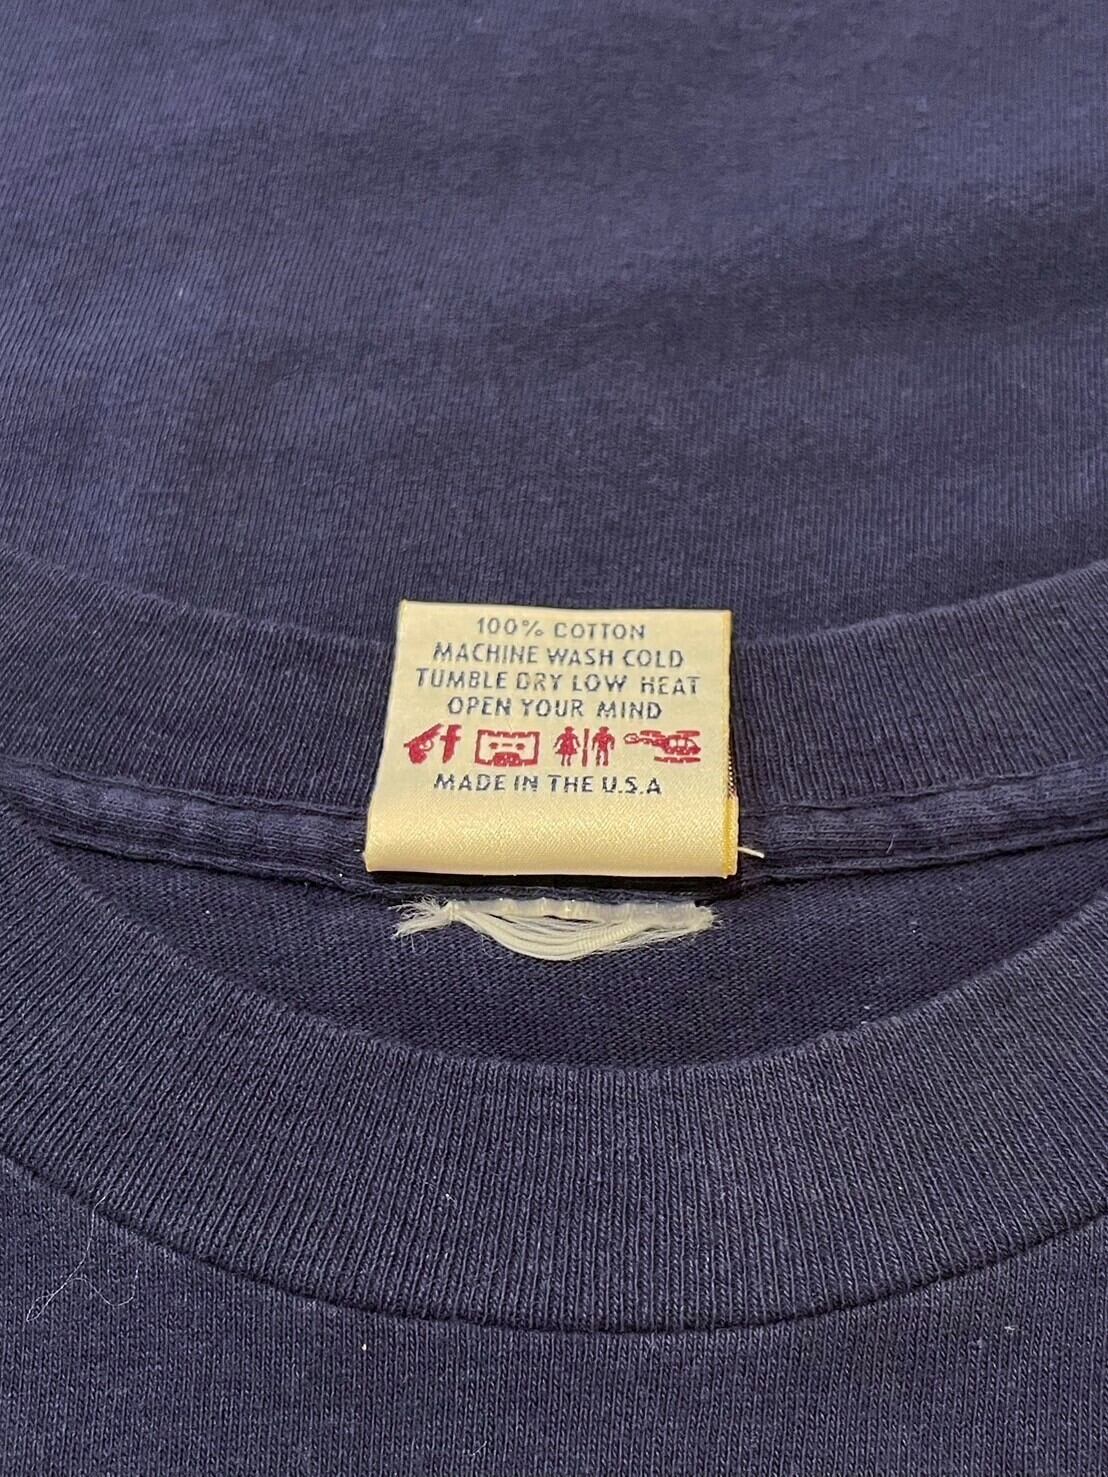 100% COTTON
MACHINE WASH COLD
TUMBLE DRY LOW HEAT
OPEN YOUR MIND
MADE IN THE U.S.A